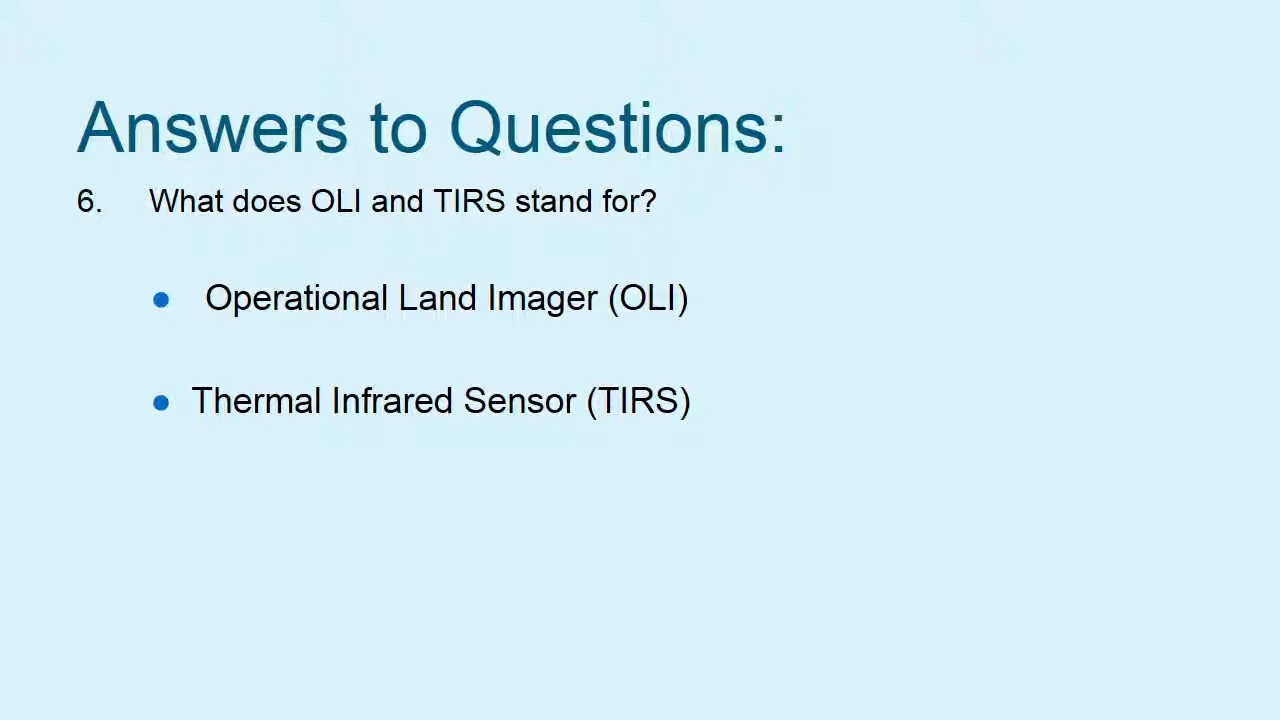 Answers to Questions:
6. What does OLI and TIRS stand for?
● Operational Land Imager (OLI)
● Thermal Infrared Sensor (TIRS)